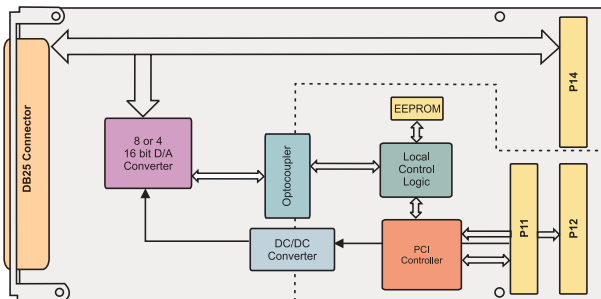 DB25 Connector
8 or 4
16 bit D/A
Converter
Optocoupler
DC/DC
Converter
EEPROM
Local
Control
Logic
PCI
Controller
P14
P11
P12